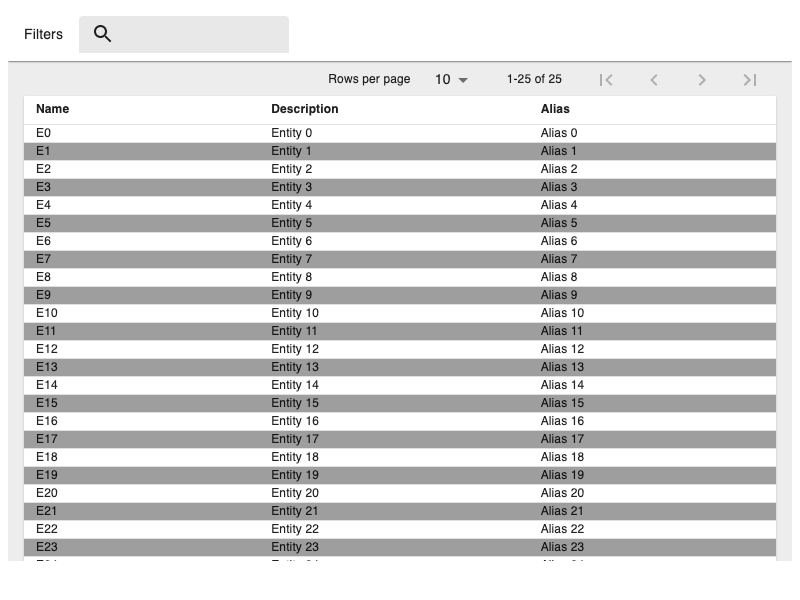 Filters
Rows per page 10 1-25 of 25
Name Description Alias
E0 Entity 0 Alias 0
E1 Entity 1 Alias 1
E2 Entity 2 Alias 2
E3 Entity 3 Alias 3
E4 Entity 4 Alias 4
E5 Entity 5 Alias 5
E6 Entity 6 Alias 6
E7 Entity 7 Alias 7
E8 Entity 8 Alias 8
E9 Entity 9 Alias 9
E10 Entity 10 Alias 10
E11 Entity 11 Alias 11
E12 Entity 12 Alias 12
E13 Entity 13 Alias 13
E14 Entity 14 Alias 14
E15 Entity 15 Alias 15
E16 Entity 16 Alias 16
E17 Entity 17 Alias 17
E18 Entity 18 Alias 18
E19 Entity 19 Alias 19
E20 Entity 20 Alias 20
E21 Entity 21 Alias 21
E22 Entity 22 Alias 22
E23 Entity 23 Alias 23